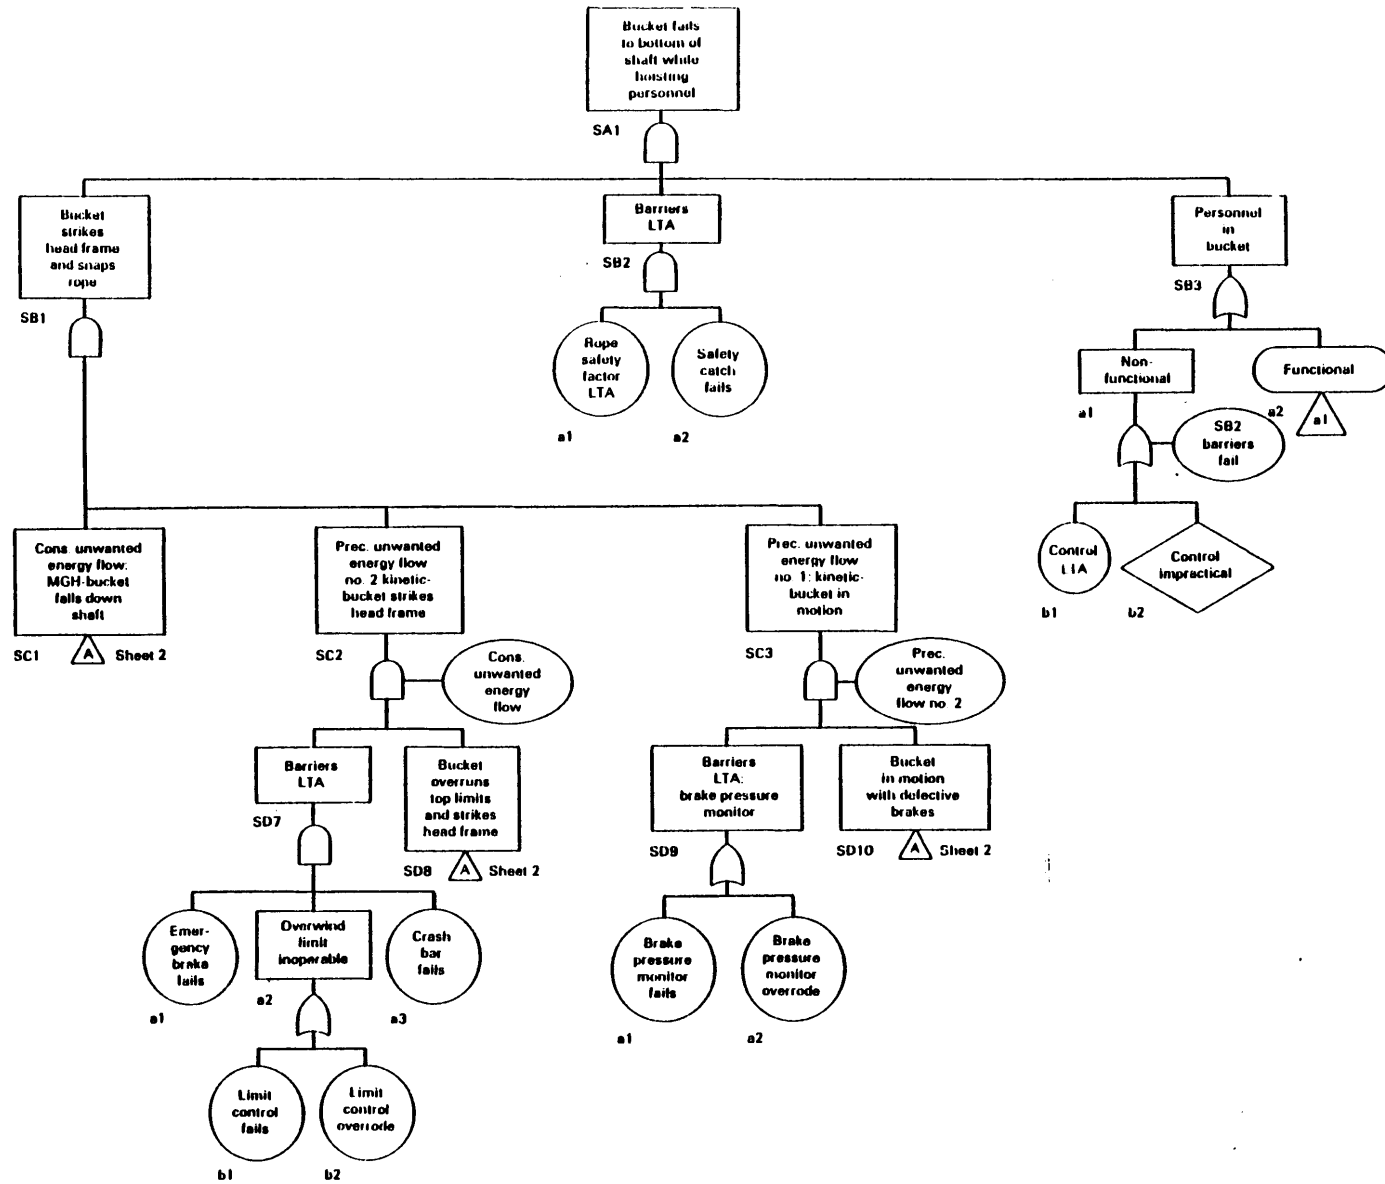 Bucket falls
to bottom of
shaft while
hoisting
personnel
SA1
Bucket
strikes
head frame
and snaps
rope
SB1
Barriers
LTA
SB2
Personnel
in
bucket
SB3
Rope
safety
factor
LTA
a1
Safety
catch
fails
a2
Non-
functional
a1
Functional
a2
a1
SB2
barriers
fail
Control
LTA
b1
Control
impractical
b2
Cons. unwanted
energy flow:
MGH-bucket
falls down
shaft
SC1
A
Sheet 2
Prec. unwanted
energy flow
no. 2 kinetic-
bucket strikes
head frame
SC2
Cons.
unwanted
energy
flow
Prec. unwanted
energy flow
no. 1: kinetic-
bucket in
motion
SC3
Prec.
unwanted
energy
flow no. 2
Barriers
LTA
SD7
Bucket
overruns
top limits
and strikes
head frame
SD8
A
Sheet 2
Barriers
LTA:
brake pressure
monitor
SD9
Bucket
in motion
with defective
brakes
SD10
A
Sheet 2
Emer-
gency
brake
fails
a1
Overwind
limit
inoperable
a2
Crash
bar
fails
a3
Brake
pressure
monitor
fails
a1
Brake
pressure
monitor
overrode
a2
Limit
control
fails
b1
Limit
control
overrode
b2